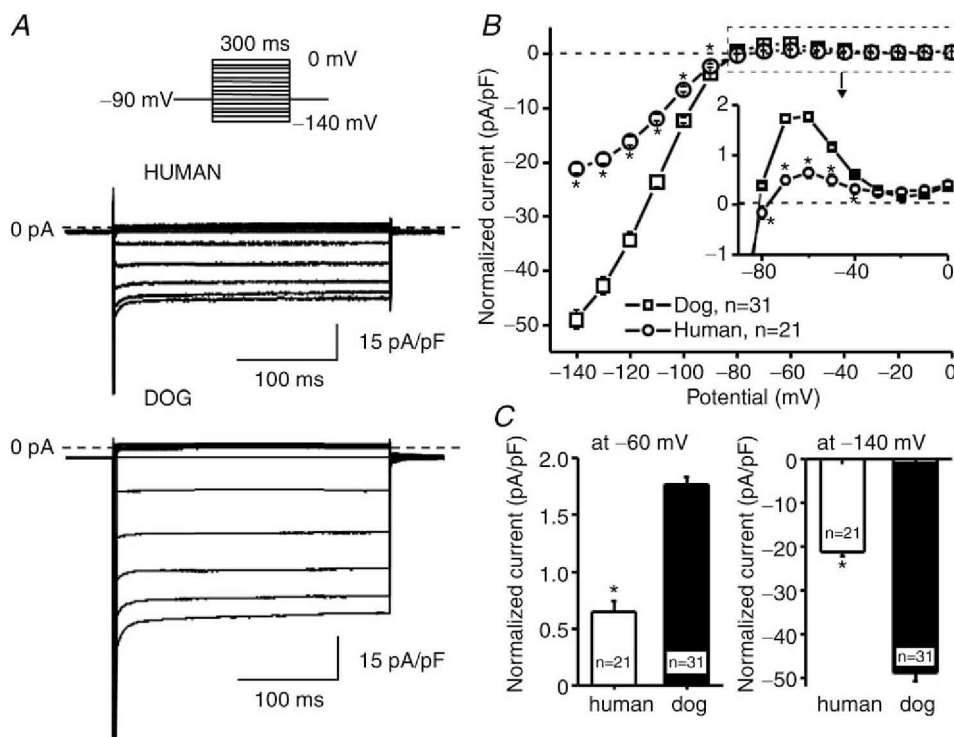 A
300 ms
0 mV
−90 mV
−140 mV
HUMAN
0 pA
15 pA/pF
100 ms
DOG
0 pA
15 pA/pF
100 ms
B
Normalized current (pA/pF)
0
−10
−20
−30
−40
−50
−140 −120 −100 −80 −60 −40 −20 0
Potential (mV)
* * * * * *
2
1
0
−1
−80 −40 0
* * * * *
Dog, n=31
Human, n=21
C
at −60 mV
Normalized current (pA/pF)
2.0
1.5
1.0
0.5
0
*
n=21
n=31
human dog
at −140 mV
Normalized current (pA/pF)
0
−10
−20
−30
−40
−50
n=21
*
n=31
human dog